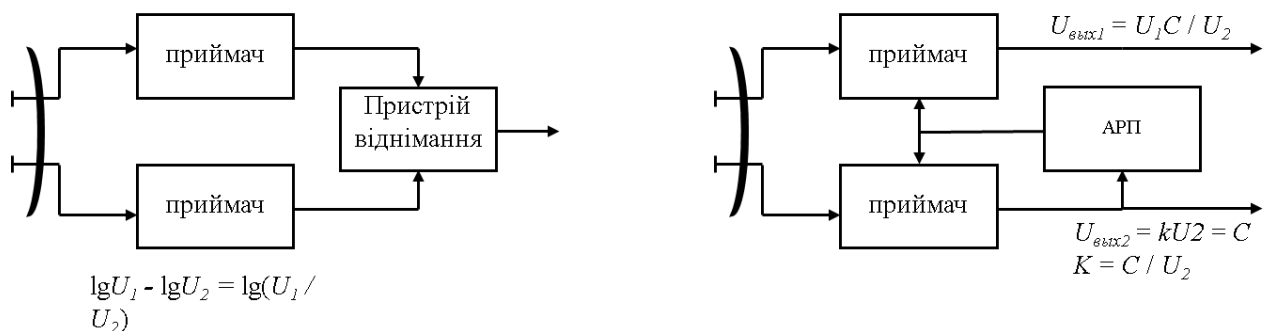 приймач
Пристрій
віднімання
приймач
lgU1 - lgU2 = lg(U1 /
U2)
Uвых1 = U1C / U2
приймач
АРП
приймач
Uвых2 = kU2 = C
K = C / U2